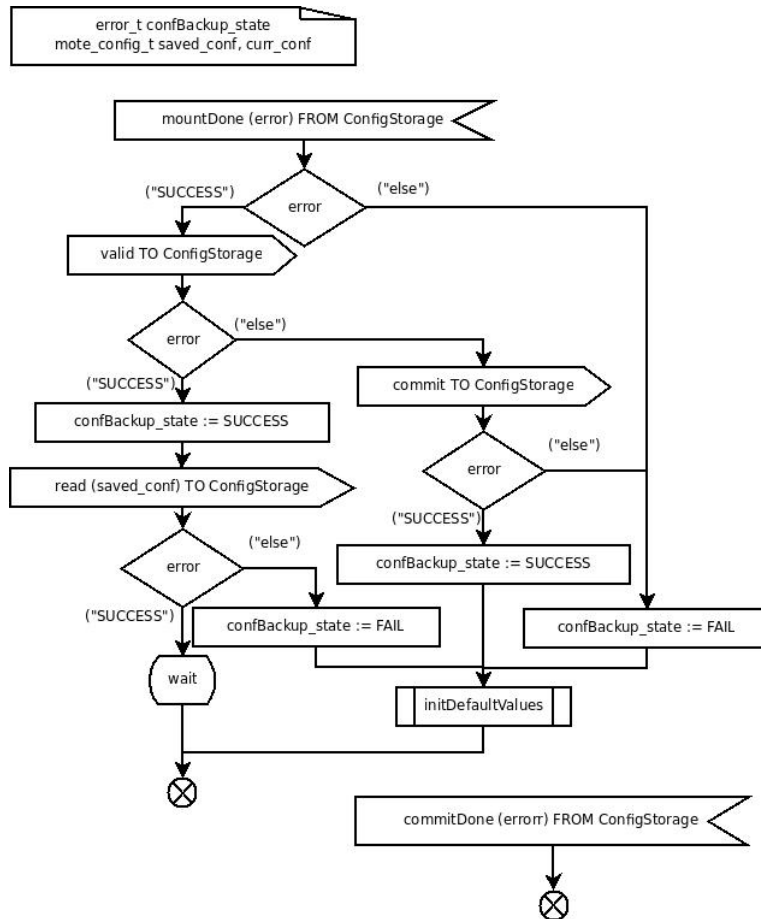 error_t confBackup_state
mote_config_t saved_conf, curr_conf
mountDone (error) FROM ConfigStorage
("SUCCESS")
("else")
error
valid TO ConfigStorage
error
("else")
("SUCCESS")
commit TO ConfigStorage
confBackup_state := SUCCESS
("else")
error
read (saved_conf) TO ConfigStorage
("SUCCESS")
("else")
error
confBackup_state := SUCCESS
("SUCCESS")
confBackup_state := FAIL
confBackup_state := FAIL
wait
initDefaultValues
commitDone (errorr) FROM ConfigStorage